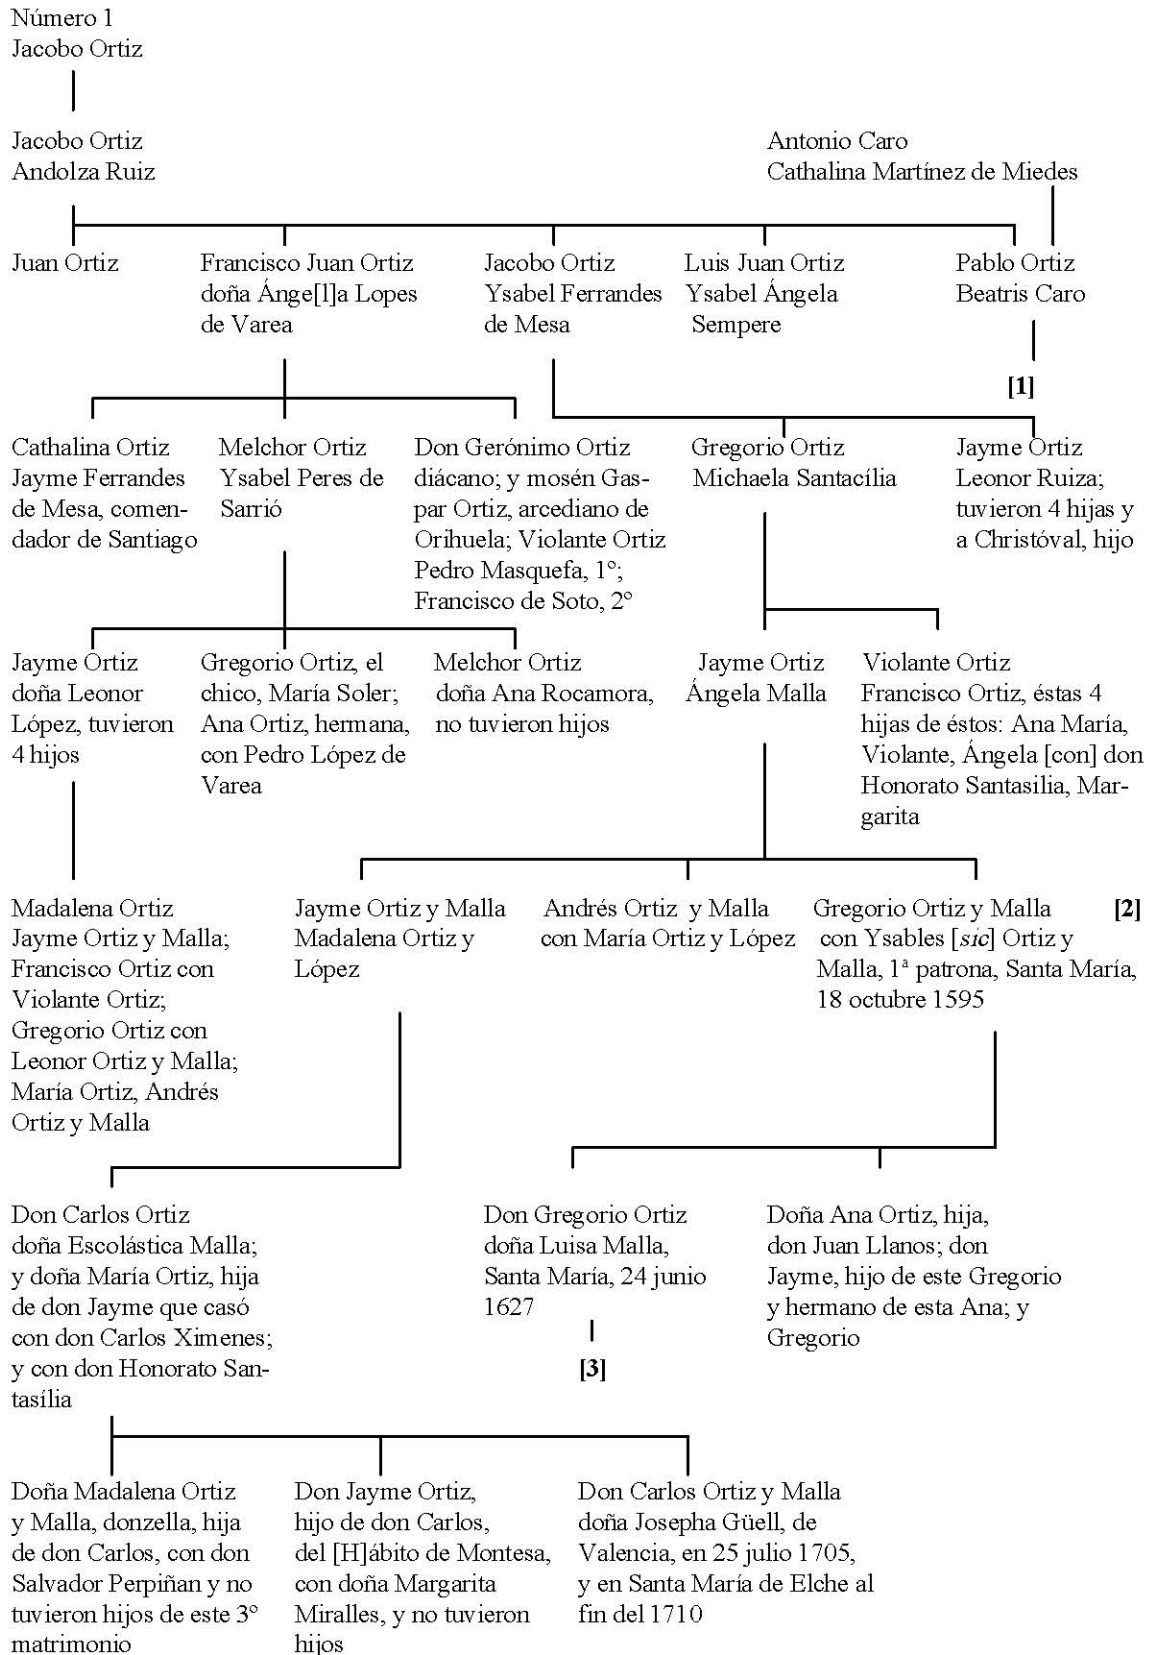 Número 1
Jacobo Ortiz
Jacobo Ortiz
Andolza Ruiz
Antonio Caro
Cathalina Martínez de Miedes
Juan Ortiz
Francisco Juan Ortiz
doña Ánge[l]a Lopes
de Varea
Jacobo Ortiz
Ysabel Ferrandes
de Mesa
Luis Juan Ortiz
Ysabel Ángela
Sempere
Pablo Ortiz
Beatris Caro
[1]
Cathalina Ortiz
Jayme Ferrandes
de Mesa, comen-
dador de Santiago
Melchor Ortiz
Ysabel Peres de
Sarrió
Don Gerónimo Ortiz
diácano; y mosén Gas-
par Ortiz, arcediano de
Orihuela; Violante Ortiz
Pedro Masquefa, 1º;
Francisco de Soto, 2º
Gregorio Ortiz
Michaela Santacília
Jayme Ortiz
Leonor Ruiza;
tuvieron 4 hijas y
a Christóval, hijo
Jayme Ortiz
doña Leonor
López, tuvieron
4 hijos
Gregorio Ortiz, el
chico, María Soler;
Ana Ortiz, hermana,
con Pedro López de
Varea
Melchor Ortiz
doña Ana Rocamora,
no tuvieron hijos
Jayme Ortiz
Ángela Malla
Violante Ortiz
Francisco Ortiz, éstas 4
hijas de éstos: Ana María,
Violante, Ángela [con] don
Honorato Santasilia, Mar-
garita
Madalena Ortiz
Jayme Ortiz y Malla;
Francisco Ortiz con
Violante Ortiz;
Gregorio Ortiz con
Leonor Ortiz y Malla;
María Ortiz, Andrés
Ortiz y Malla
Jayme Ortiz y Malla
Madalena Ortiz y
López
Andrés Ortiz y Malla
con María Ortiz y López
Gregorio Ortiz y Malla
con Ysables [sic] Ortiz y
Malla, 1ª patrona, Santa María,
18 octubre 1595
[2]
Don Carlos Ortiz
doña Escolástica Malla;
y doña María Ortiz, hija
de don Jayme que casó
con don Carlos Ximenes;
y con don Honorato San-
tasília
Don Gregorio Ortiz
doña Luisa Malla,
Santa María, 24 junio
1627
[3]
Doña Ana Ortiz, hija,
don Juan Llanos; don
Jayme, hijo de este Gregorio
y hermano de esta Ana; y
Gregorio
Doña Madalena Ortiz
y Malla, donzella, hija
de don Carlos, con don
Salvador Perpiñan y no
tuvieron hijos de este 3º
matrimonio
Don Jayme Ortiz,
hijo de don Carlos,
del [H]ábito de Montesa,
con doña Margarita
Miralles, y no tuvieron
hijos
Don Carlos Ortiz y Malla
doña Josepha Güell, de
Valencia, en 25 julio 1705,
y en Santa María de Elche al
fin del 1710